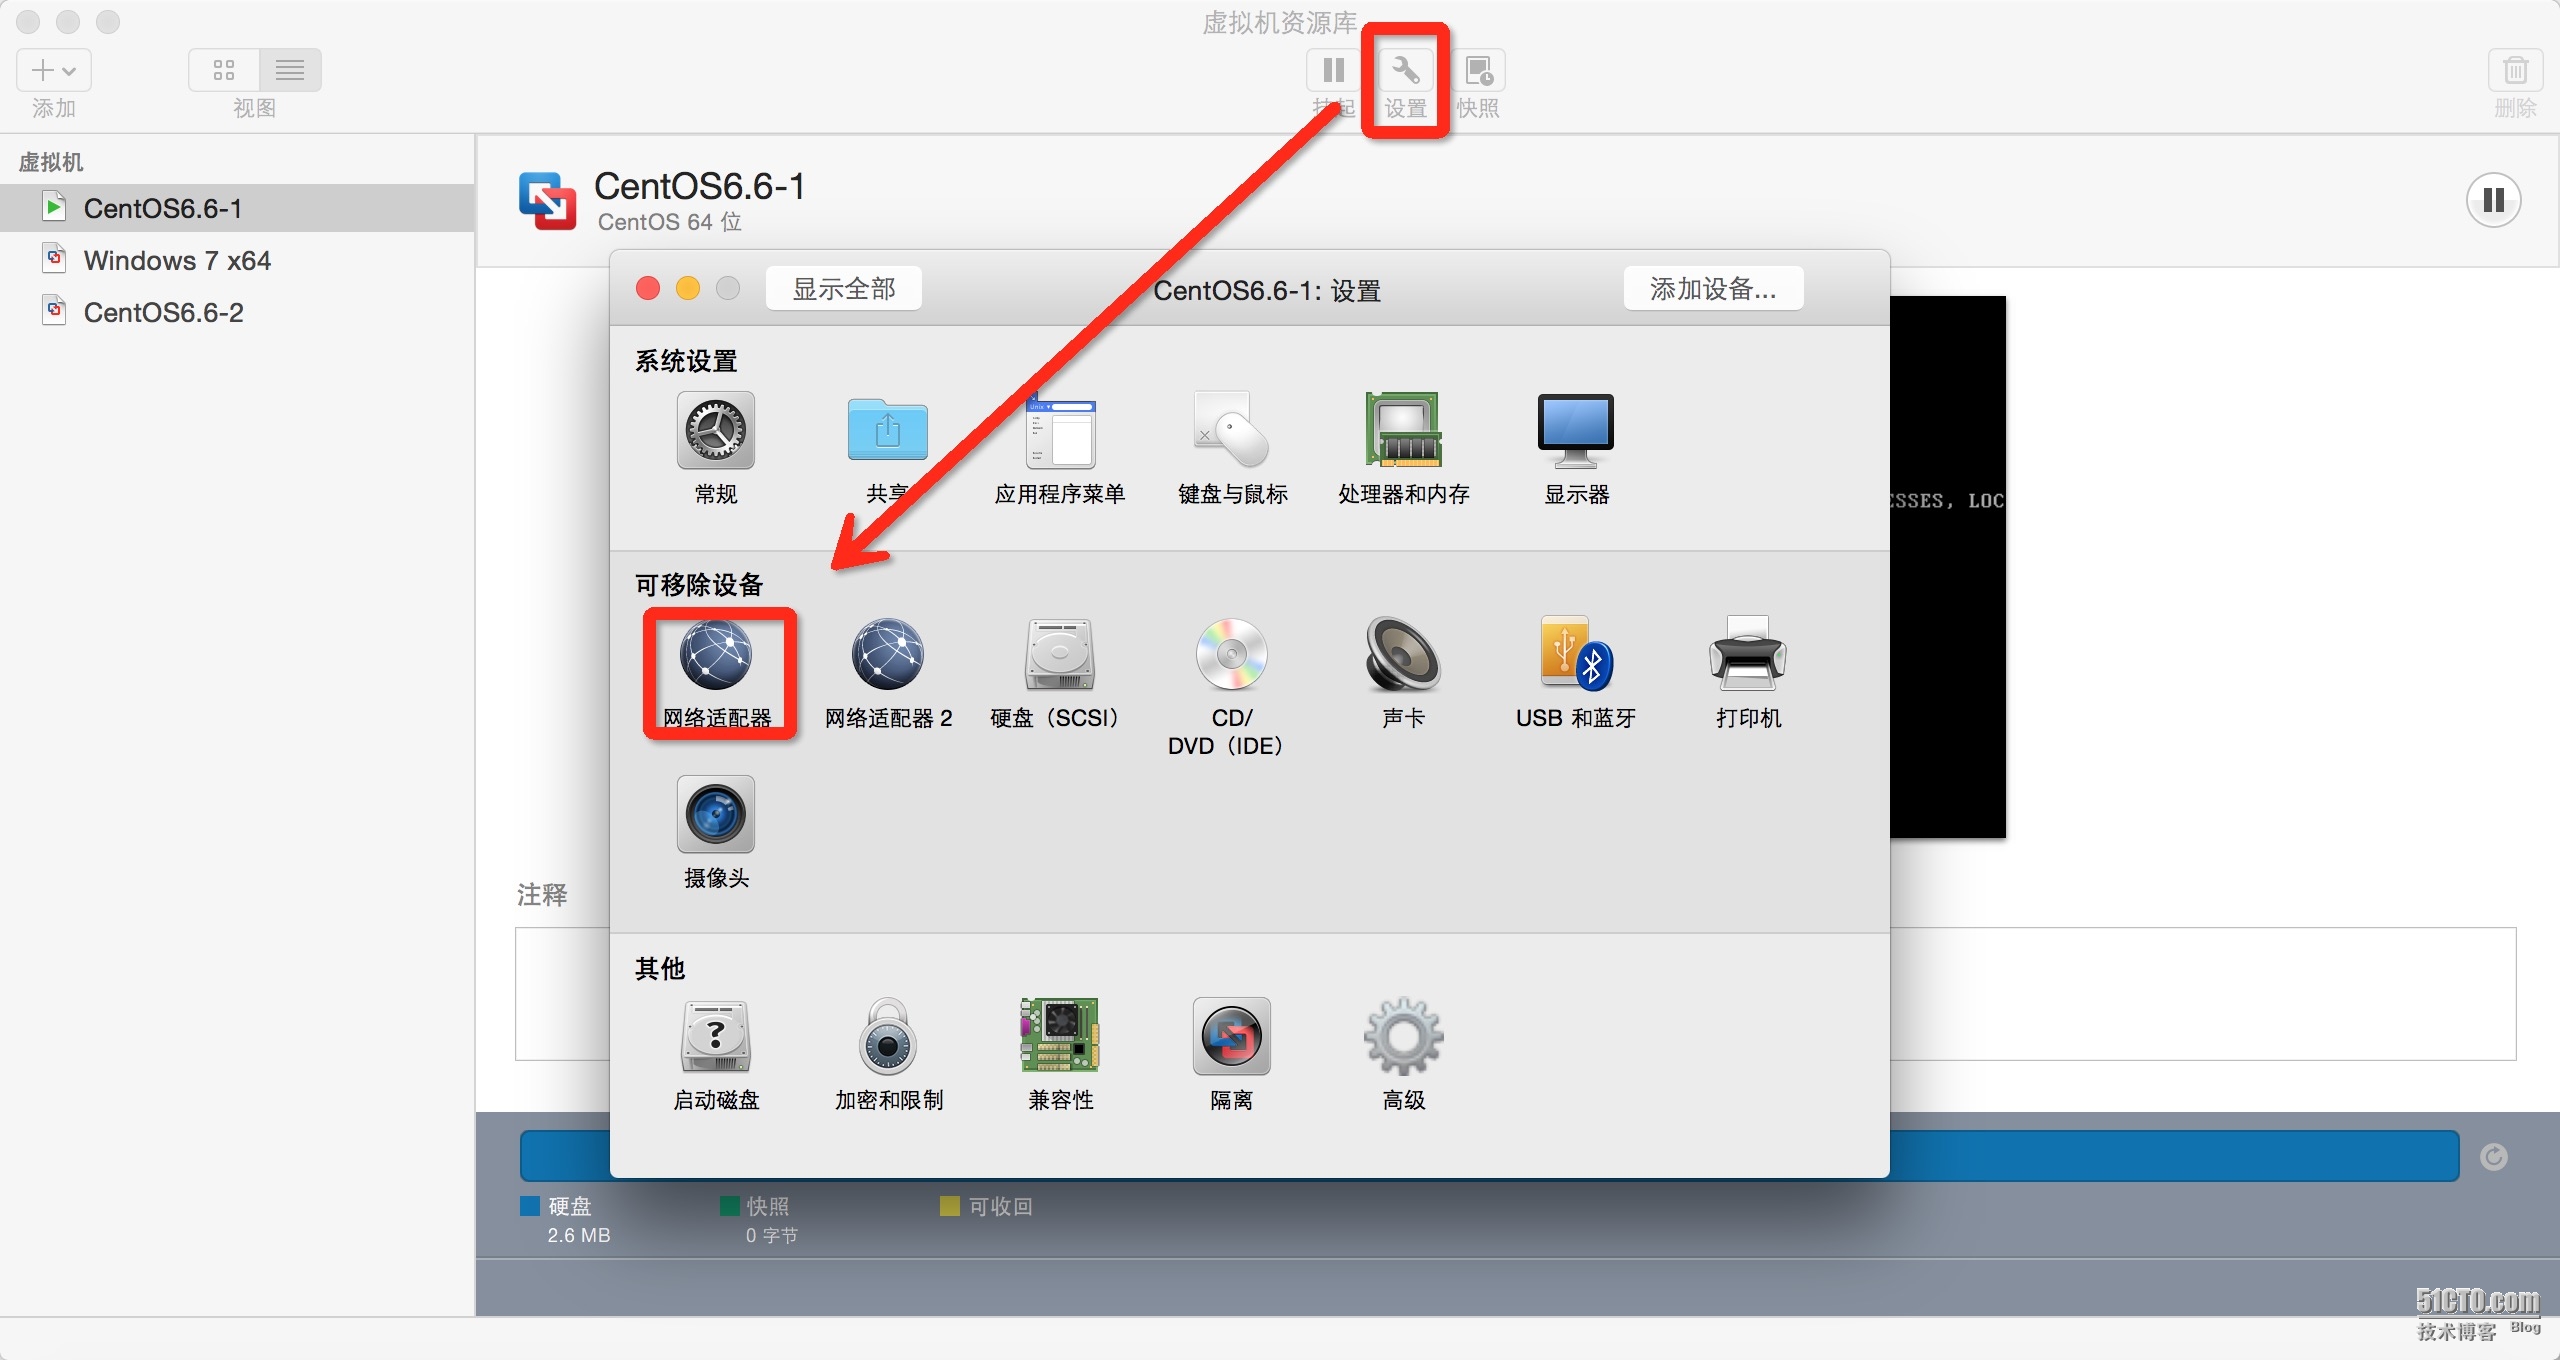 虚拟机资源库
添加
视图
挂起
设置
快照
删除
虚拟机
CentOS6.6-1
Windows 7 x64
CentOS6.6-2
CentOS6.6-1
CentOS 64 位
显示全部
CentOS6.6-1: 设置
添加设备...
系统设置
常规
共享
应用程序菜单
键盘与鼠标
处理器和内存
显示器
ESSES, LOC
可移除设备
网络适配器
网络适配器 2
硬盘（SCSI）
CD/
DVD（IDE）
声卡
USB 和蓝牙
打印机
摄像头
注释
其他
启动磁盘
加密和限制
兼容性
隔离
高级
硬盘
2.6 MB
快照
0 字节
可收回
51CTO.com
技术博客 Blog